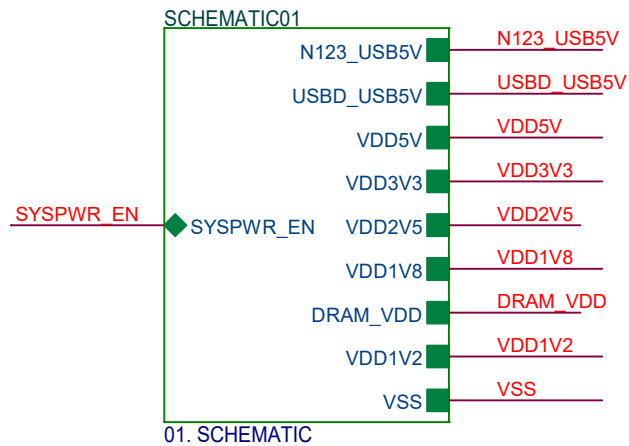 SCHEMATIC01
N123_USB5V N123_USB5V
USBD_USB5V USBD_USB5V
VDD5V VDD5V
VDD3V3 VDD3V3
SYSPWR_EN SYSPWR_EN VDD2V5 VDD2V5
VDD1V8 VDD1V8
DRAM_VDD DRAM_VDD
VDD1V2 VDD1V2
VSS VSS
01. SCHEMATIC